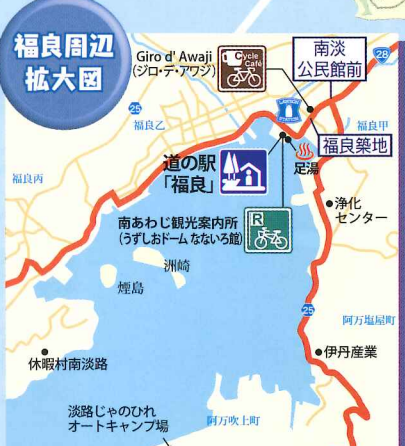 福良周辺
拡大図
Giro d' Awaji
(ジロ・デ・アワジ)
Cycle
Café
南淡
公民館前
28
25
福良乙
LAWSON
STATION
福良甲
福良築地
足湯
道の駅
「福良」
福良丙
浄化
センター
南あわじ観光案内所
(うずしおドーム なないろ館)
R
洲崎
煙島
25
阿万塩屋町
伊丹産業
休暇村南淡路
淡路じゃのひれ
オートキャンプ場
阿万吹上町